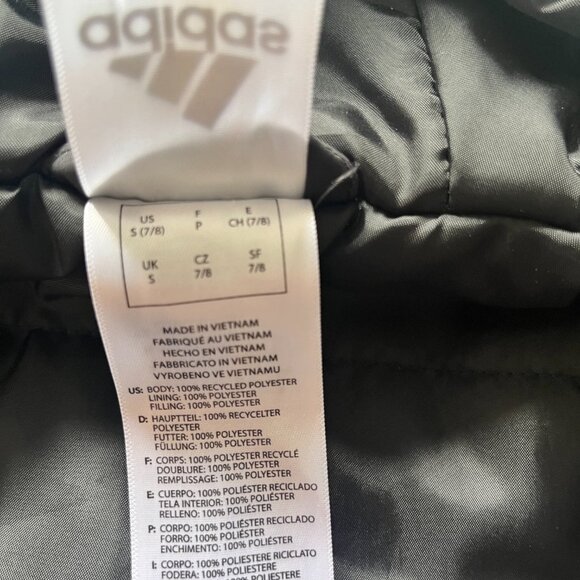 adidas
US
S (7/8)
F
P
E
CH (7/8)
UK
S
CZ
7/8
SF
7/8
MADE IN VIETNAM
FABRIQUÉ AU VIETNAM
HECHO EN VIETNAM
FABBRICATO IN VIETNAM
VYROBENO VE VIETNAMU
US: BODY: 100% RECYCLED POLYESTER
LINING: 100% POLYESTER
FILLING: 100% POLYESTER
D: HAUPTTEIL: 100% RECYCELTER
POLYESTER
FUTTER: 100% POLYESTER
FÜLLUNG: 100% POLYESTER
F: CORPS: 100% POLYESTER RECYCLÉ
DOUBLURE: 100% POLYESTER
REMPLISSAGE: 100% POLYESTER
E: CUERPO: 100% POLIÉSTER RECICLADO
TELA INTERIOR: 100% POLIÉSTER
RELLENO: 100% POLIÉSTER
P: CORPO: 100% POLIÉSTER RECICLADO
FORRO: 100% POLIÉSTER
ENCHIMENTO: 100% POLIÉSTER
I: CORPO: 100% POLIESTERE RICICLATO
FODERA: 100% POLIESTERE